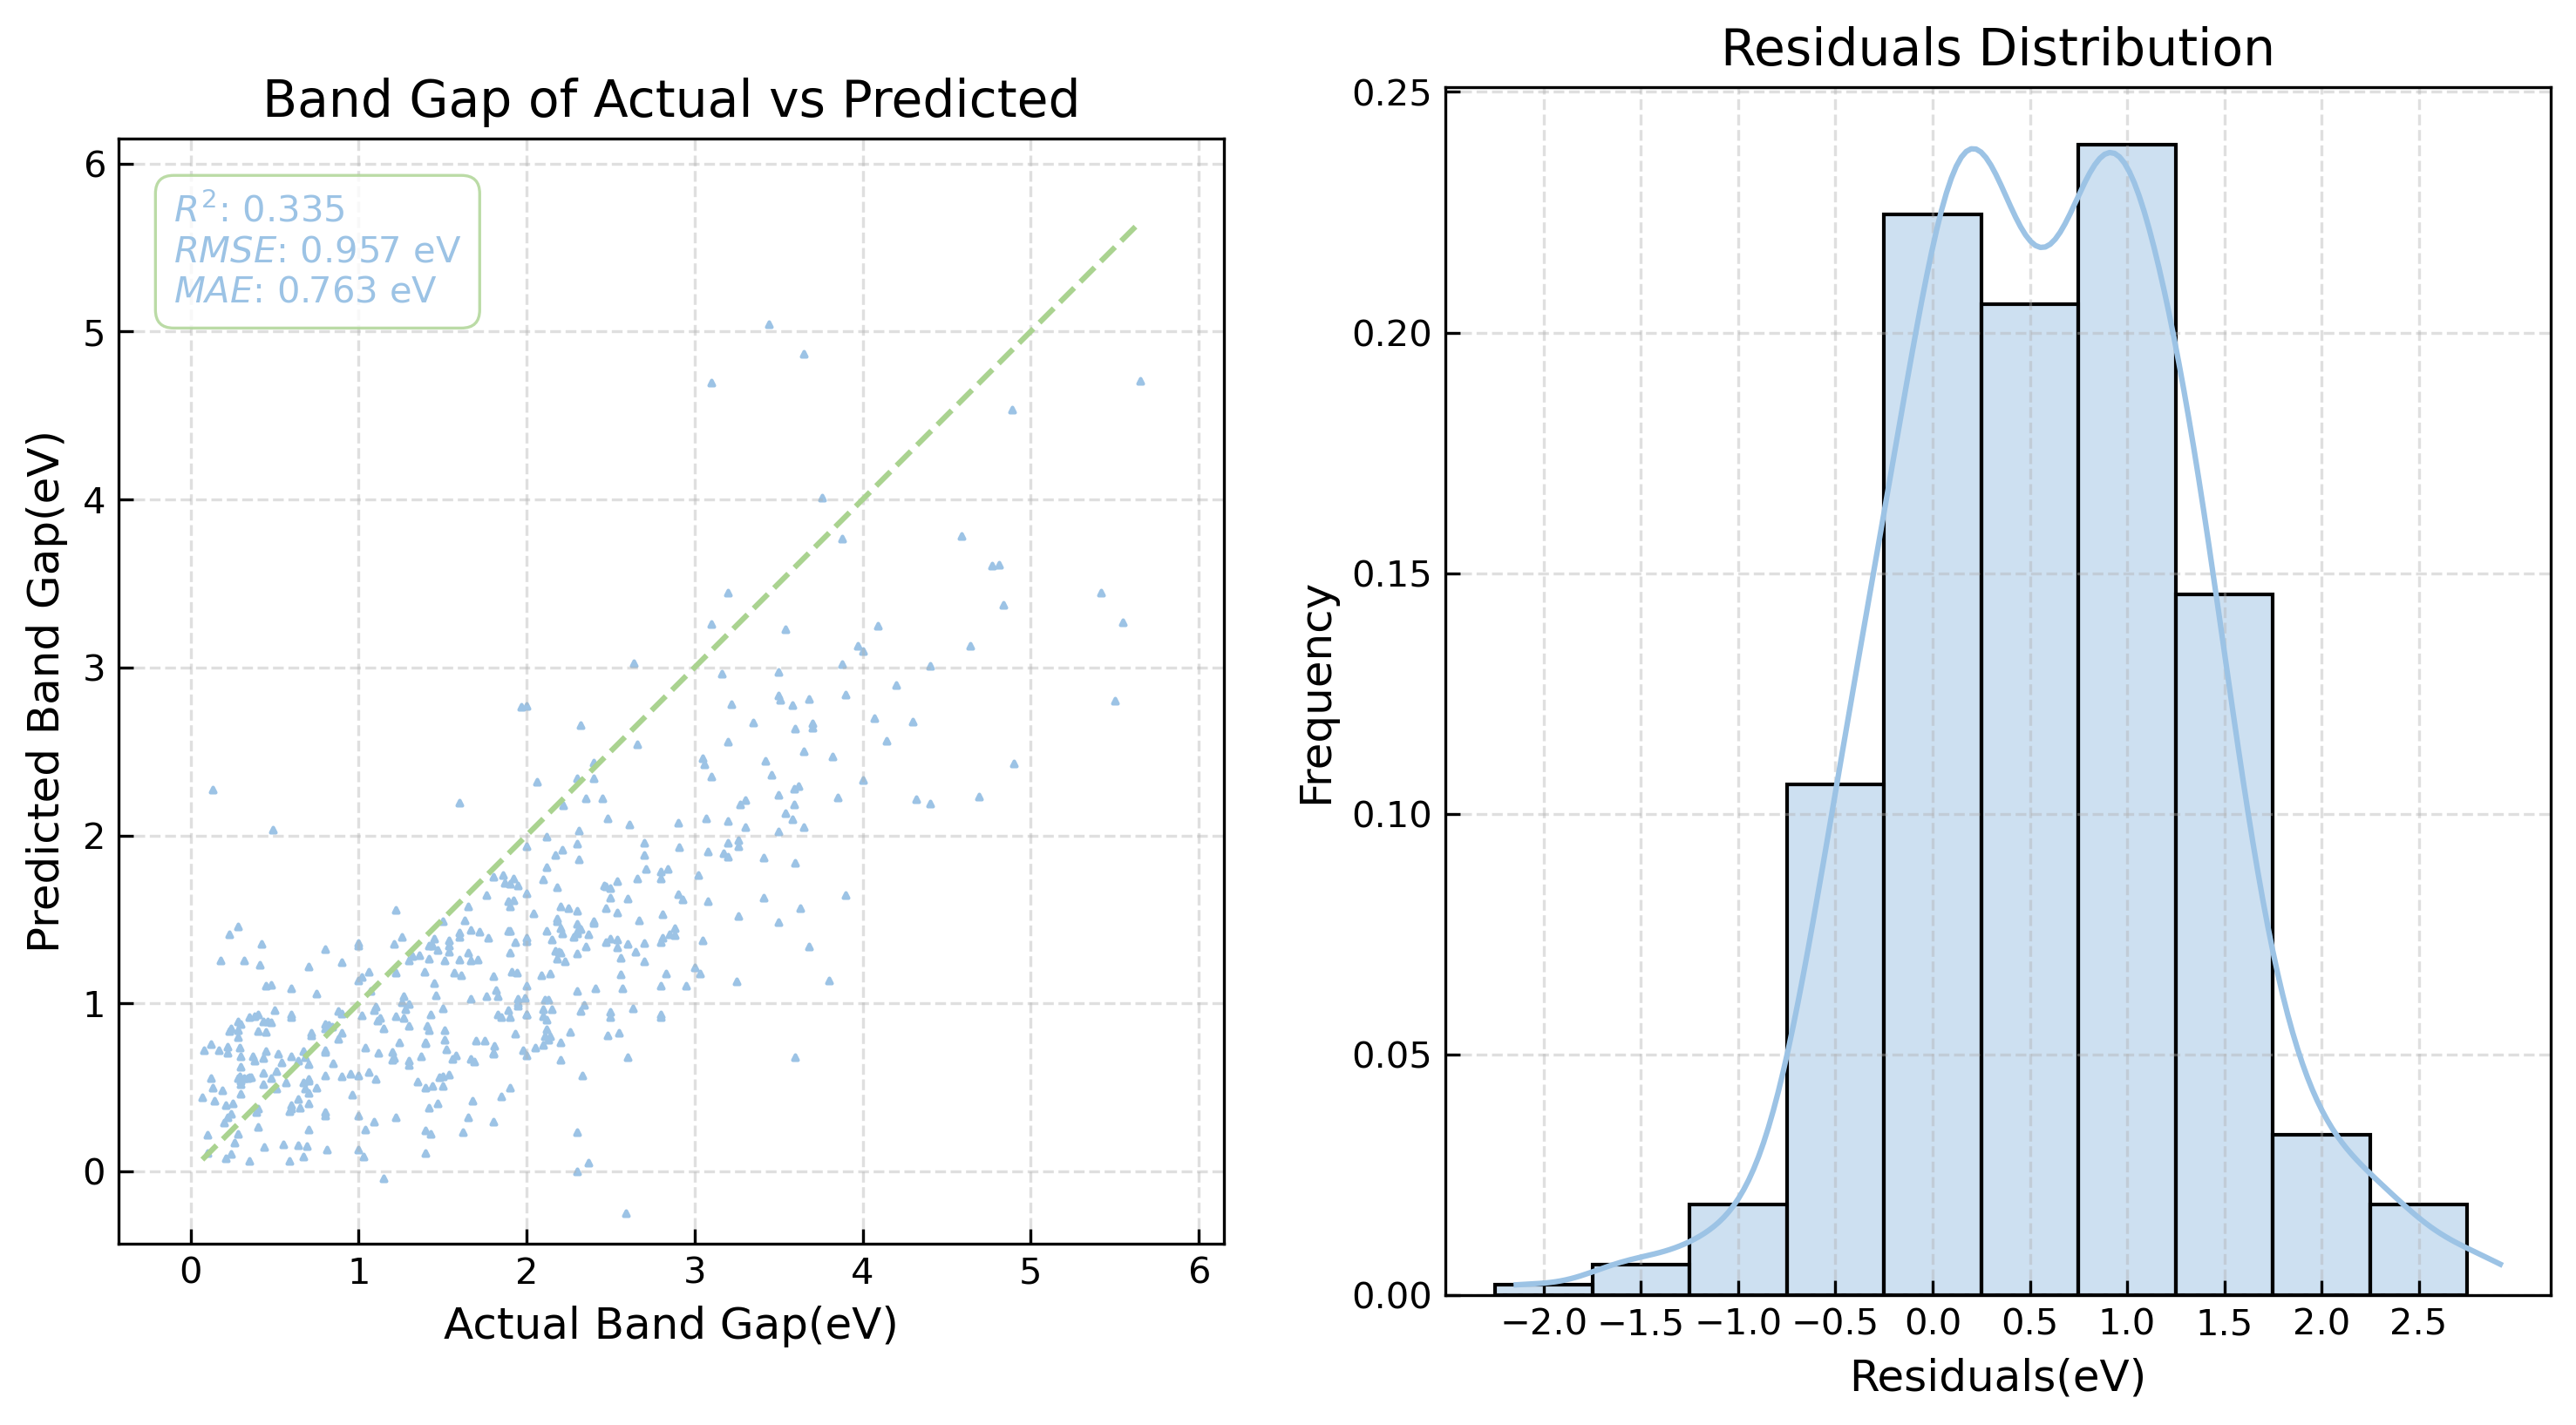 Band Gap of Actual vs Predicted
R²: 0.335
RMSE: 0.957 eV
MAE: 0.763 eV
Predicted Band Gap(eV)
6
5
4
3
2
1
0
0 1 2 3 4 5 6
Actual Band Gap(eV)
Residuals Distribution
Frequency
0.25
0.20
0.15
0.10
0.05
0.00
−2.0 −1.5 −1.0 −0.5 0.0 0.5 1.0 1.5 2.0 2.5
Residuals(eV)